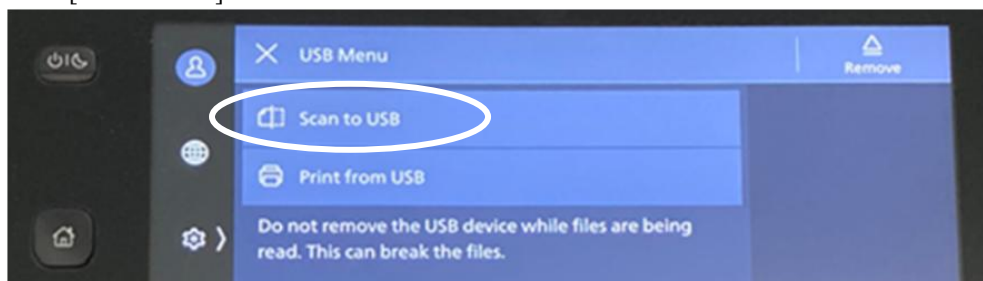 USB Menu
Remove
Scan to USB
Print from USB
Do not remove the USB device while files are being
read. This can break the files.